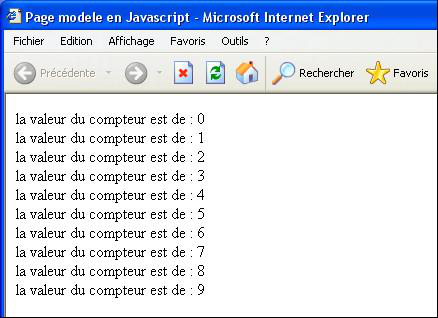 Page modele en Javascript - Microsoft Internet Explorer
Fichier Edition Affichage Favoris Outils ?
Précédente Rechercher Favoris
la valeur du compteur est de : 0
la valeur du compteur est de : 1
la valeur du compteur est de : 2
la valeur du compteur est de : 3
la valeur du compteur est de : 4
la valeur du compteur est de : 5
la valeur du compteur est de : 6
la valeur du compteur est de : 7
la valeur du compteur est de : 8
la valeur du compteur est de : 9